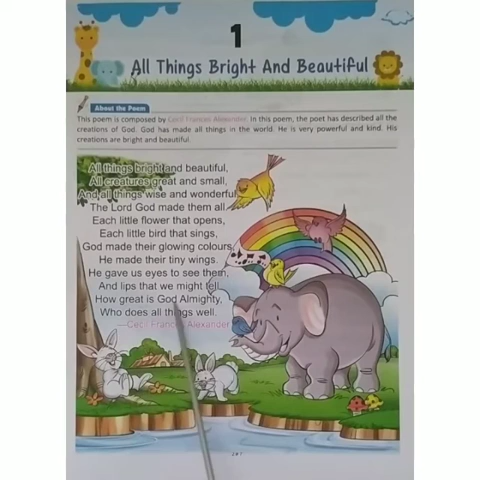 1
All Things Bright And Beautiful
About the Poem
This poem is composed by Cecil Frances Alexander. In this poem, the poet has described all the
creations of God. God has made all things in the world. He is very powerful and kind. His
creations are bright and beautiful.
All things bright and beautiful,
All creatures great and small,
And all things wise and wonderful
The Lord God made them all.
Each little flower that opens,
Each little bird that sings,
God made their glowing colours,
He made their tiny wings.
He gave us eyes to see them,
And lips that we might tell
How great is God Almighty,
Who does all things well.
—Cecil Frances Alexander